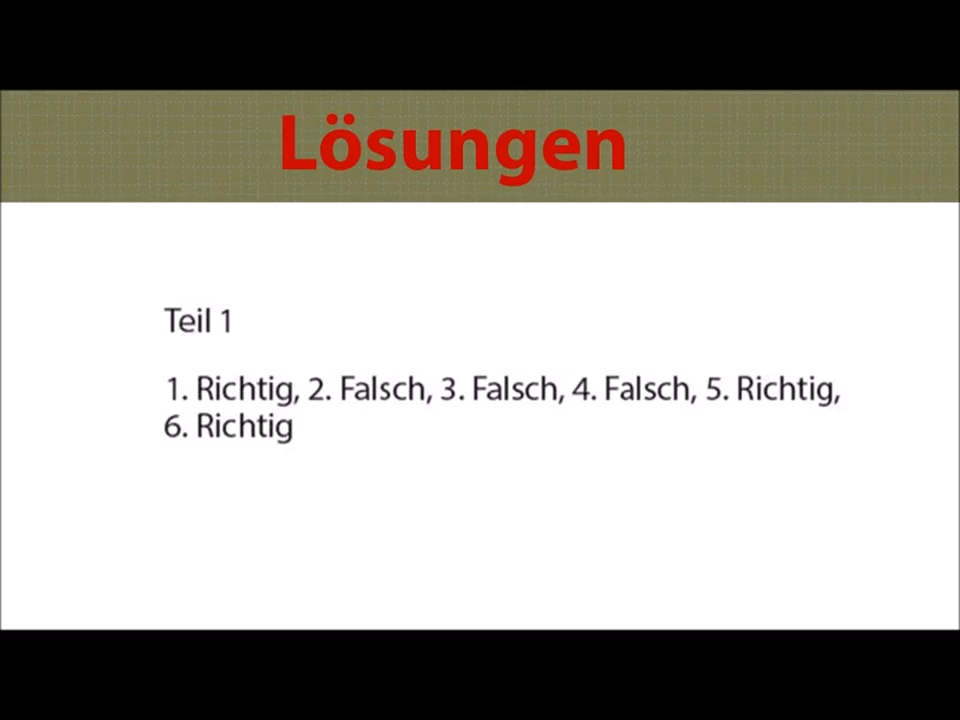 Lösungen
Teil 1
1. Richtig, 2. Falsch, 3. Falsch, 4. Falsch, 5. Richtig,
6. Richtig